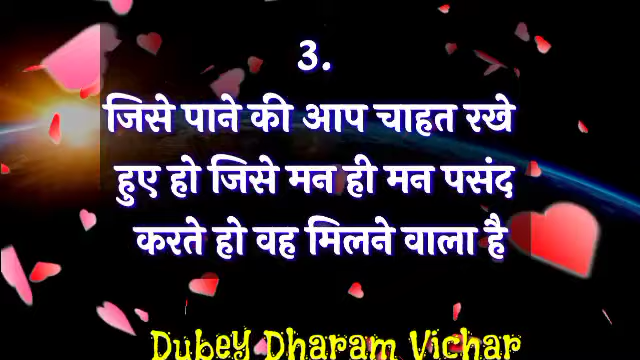 3.
जिसे पाने की आप चाहत रखे
हुए हो जिसे मन ही मन पसंद
करते हो वह मिलने वाला है
Dubey Dharam Vichar